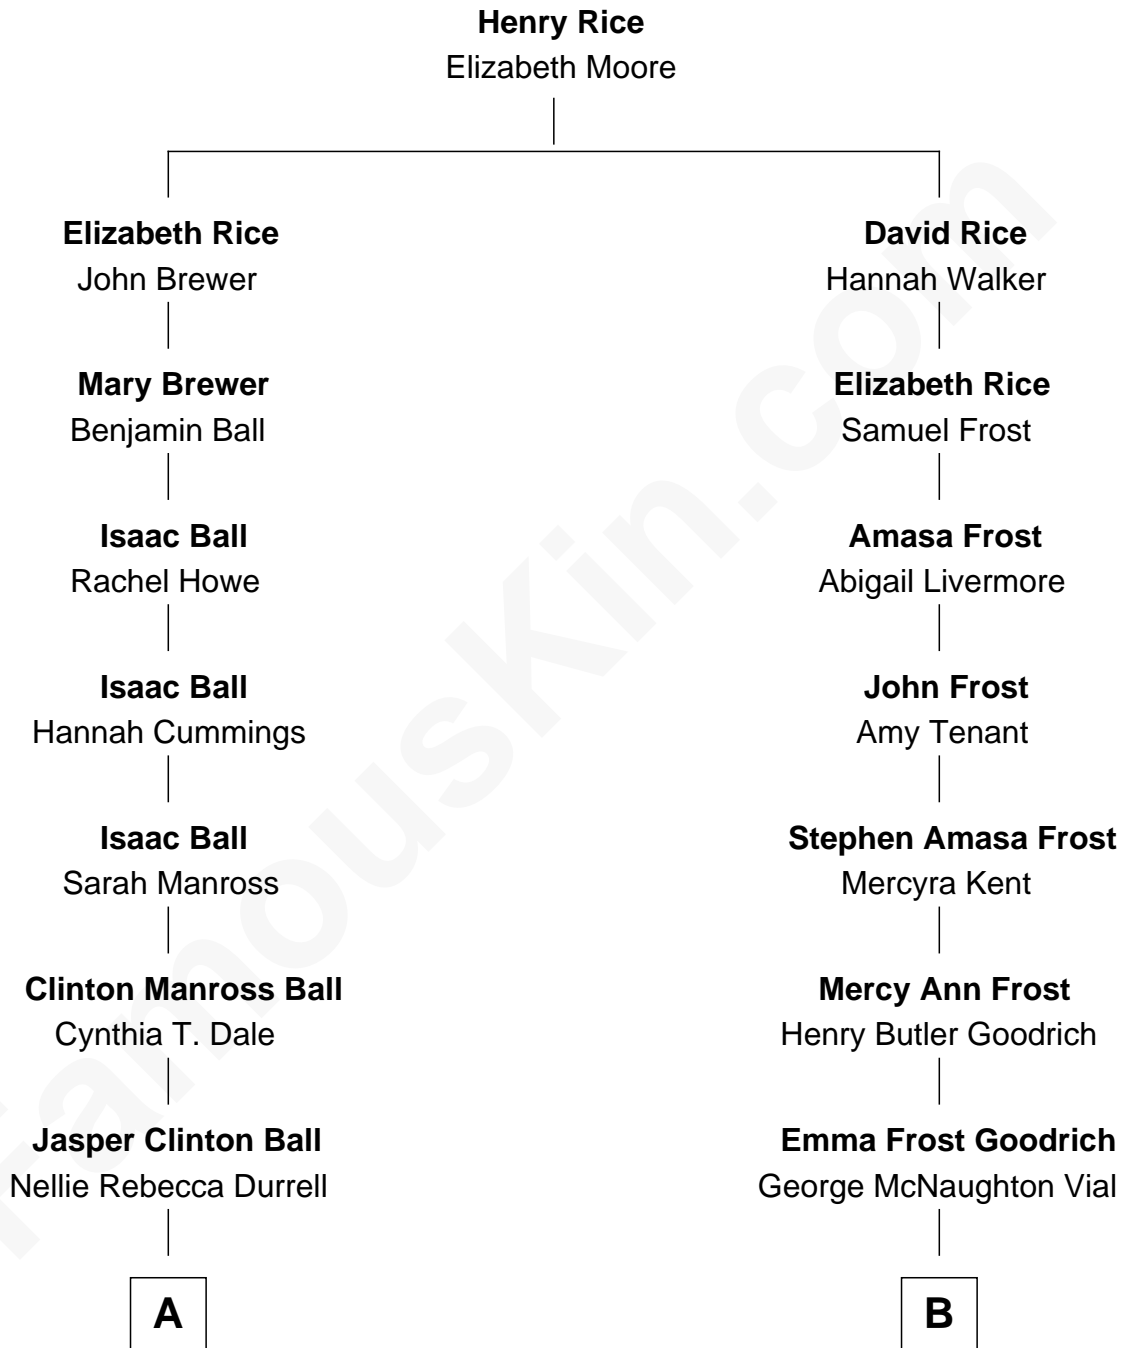 Henry Rice
Elizabeth Moore
Elizabeth Rice
John Brewer
David Rice
Hannah Walker
Mary Brewer
Benjamin Ball
Elizabeth Rice
Samuel Frost
Isaac Ball
Rachel Howe
Amasa Frost
Abigail Livermore
Isaac Ball
Hannah Cummings
John Frost
Amy Tenant
Isaac Ball
Sarah Manross
Stephen Amasa Frost
Mercyra Kent
Clinton Manross Ball
Cynthia T. Dale
Mercy Ann Frost
Henry Butler Goodrich
Jasper Clinton Ball
Nellie Rebecca Durrell
Emma Frost Goodrich
George McNaughton Vial
A
B
FamousKin.com